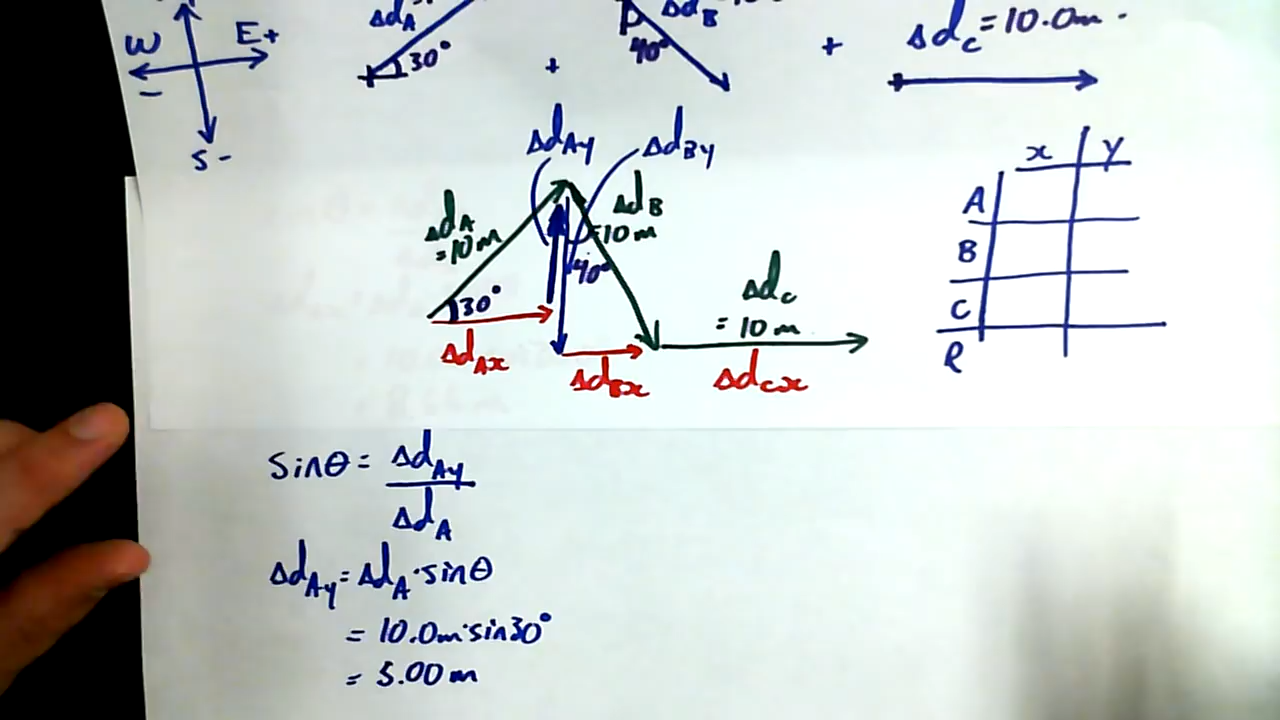 Δd_A
30°
+
40°
Δd_B
+
Δd_C = 10.0m.
W E+
-
S -
Δd_Ay Δd_By
Δd_A
= 10 m
Δd_B
= 10 m
30°
40°
Δd_C
= 10 m
Δd_Ax
Δd_Bx
Δd_Cx
x y
A
B
C
R
sinθ = Δd_Ay
Δd_A
Δd_Ay = Δd_A · sinθ
= 10.0m · sin30°
= 5.00 m